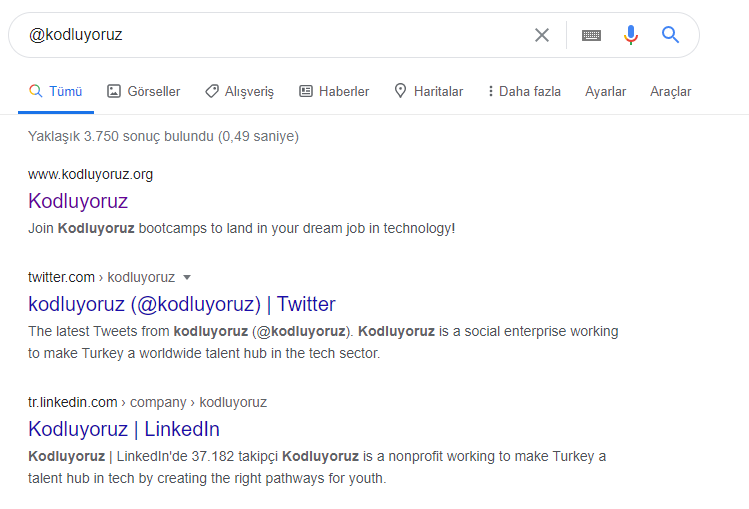 @kodluyoruz
Tümü Görseller Alışveriş Haberler Haritalar Daha fazla Ayarlar Araçlar
Yaklaşık 3.750 sonuç bulundu (0,49 saniye)
www.kodluyoruz.org
Kodluyoruz
Join Kodluyoruz bootcamps to land in your dream job in technology!
twitter.com › kodluyoruz
kodluyoruz (@kodluyoruz) | Twitter
The latest Tweets from kodluyoruz (@kodluyoruz). Kodluyoruz is a social enterprise working
to make Turkey a worldwide talent hub in the tech sector.
tr.linkedin.com › company › kodluyoruz
Kodluyoruz | LinkedIn
Kodluyoruz | LinkedIn'de 37.182 takipçi Kodluyoruz is a nonprofit working to make Turkey a
talent hub in tech by creating the right pathways for youth.